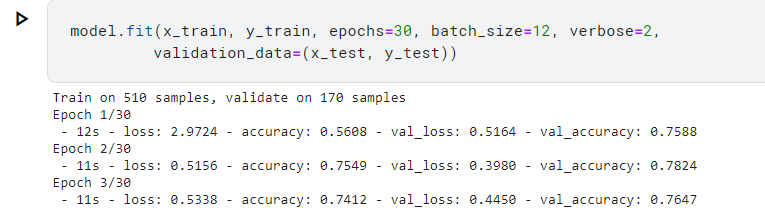 model.fit(x_train, y_train, epochs=30, batch_size=12, verbose=2,
validation_data=(x_test, y_test))
Train on 510 samples, validate on 170 samples
Epoch 1/30
- 12s - loss: 2.9724 - accuracy: 0.5608 - val_loss: 0.5164 - val_accuracy: 0.7588
Epoch 2/30
- 11s - loss: 0.5156 - accuracy: 0.7549 - val_loss: 0.3980 - val_accuracy: 0.7824
Epoch 3/30
- 11s - loss: 0.5338 - accuracy: 0.7412 - val_loss: 0.4450 - val_accuracy: 0.7647